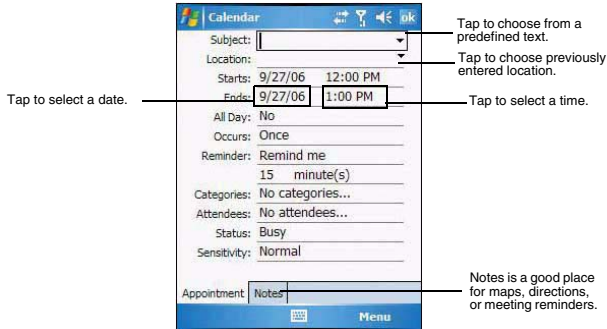 Calendar
ok
Subject:
Tap to choose from a
predefined text.
Location:
Tap to choose previously
entered location.
Starts: 9/27/06 12:00 PM
Tap to select a date.
Ends: 9/27/06 1:00 PM
Tap to select a time.
All Day: No
Occurs: Once
Reminder: Remind me
15 minute(s)
Categories: No categories...
Attendees: No attendees...
Status: Busy
Sensitivity: Normal
Appointment Notes
Notes is a good place
for maps, directions,
or meeting reminders.
Menu